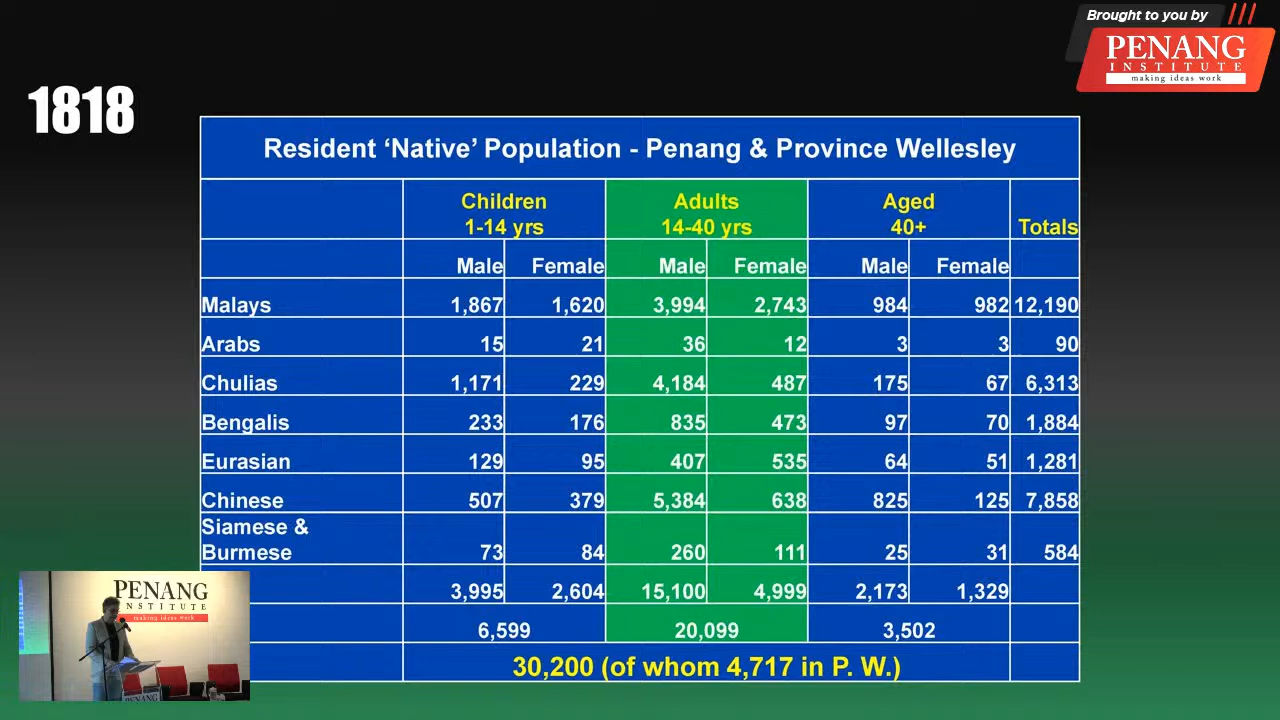 Brought to you by
PENANG
INSTITUTE
making ideas work
1818
Resident ‘Native’ Population - Penang & Province Wellesley
Children Adults Aged
1-14 yrs 14-40 yrs 40+ Totals
Male Female Male Female Male Female
Malays 1,867 1,620 3,994 2,743 984 982 12,190
Arabs 15 21 36 12 3 3 90
Chulias 1,171 229 4,184 487 175 67 6,313
Bengalis 233 176 835 473 97 70 1,884
Eurasian 129 95 407 535 64 51 1,281
Chinese 507 379 5,384 638 825 125 7,858
Siamese &
Burmese 73 84 260 111 25 31 584
3,995 2,604 15,100 4,999 2,173 1,329
6,599 20,099 3,502
30,200 (of whom 4,717 in P. W.)
PENANG
INSTITUTE
making ideas work
PENANG